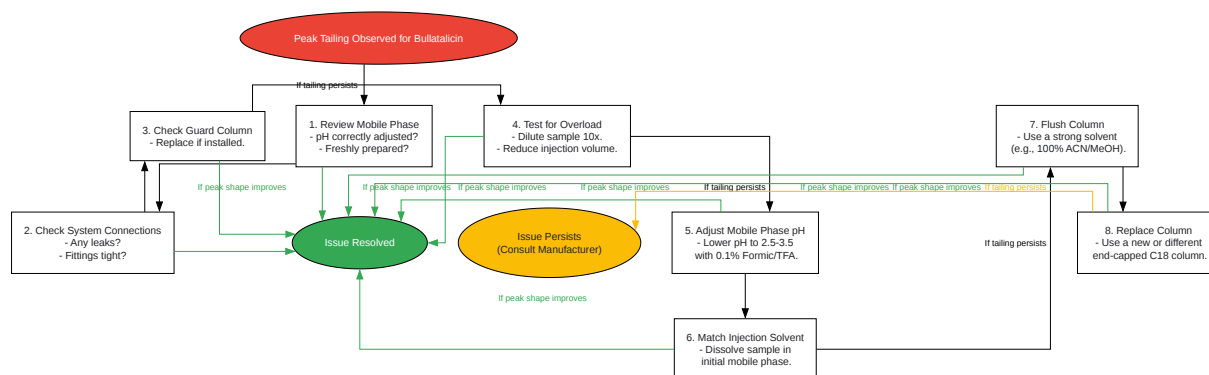 Peak Tailing Observed for Bullatalicin
If tailing persists
3. Check Guard Column
- Replace if installed.
1. Review Mobile Phase
- pH correctly adjusted?
- Freshly prepared?
4. Test for Overload
- Dilute sample 10x.
- Reduce injection volume.
7. Flush Column
- Use a strong solvent
(e.g., 100% ACN/MeOH).
If peak shape improves
If peak shape improves
If peak shape improves
If peak shape improves
If tailing persists
If peak shape improves
If peak shape improves
If tailing persists
2. Check System Connections
- Any leaks?
- Fittings tight?
Issue Resolved
Issue Persists
(Consult Manufacturer)
5. Adjust Mobile Phase pH
- Lower pH to 2.5-3.5
with 0.1% Formic/TFA.
If tailing persists
8. Replace Column
- Use a new or different
end-capped C18 column.
If peak shape improves
6. Match Injection Solvent
- Dissolve sample in
initial mobile phase.